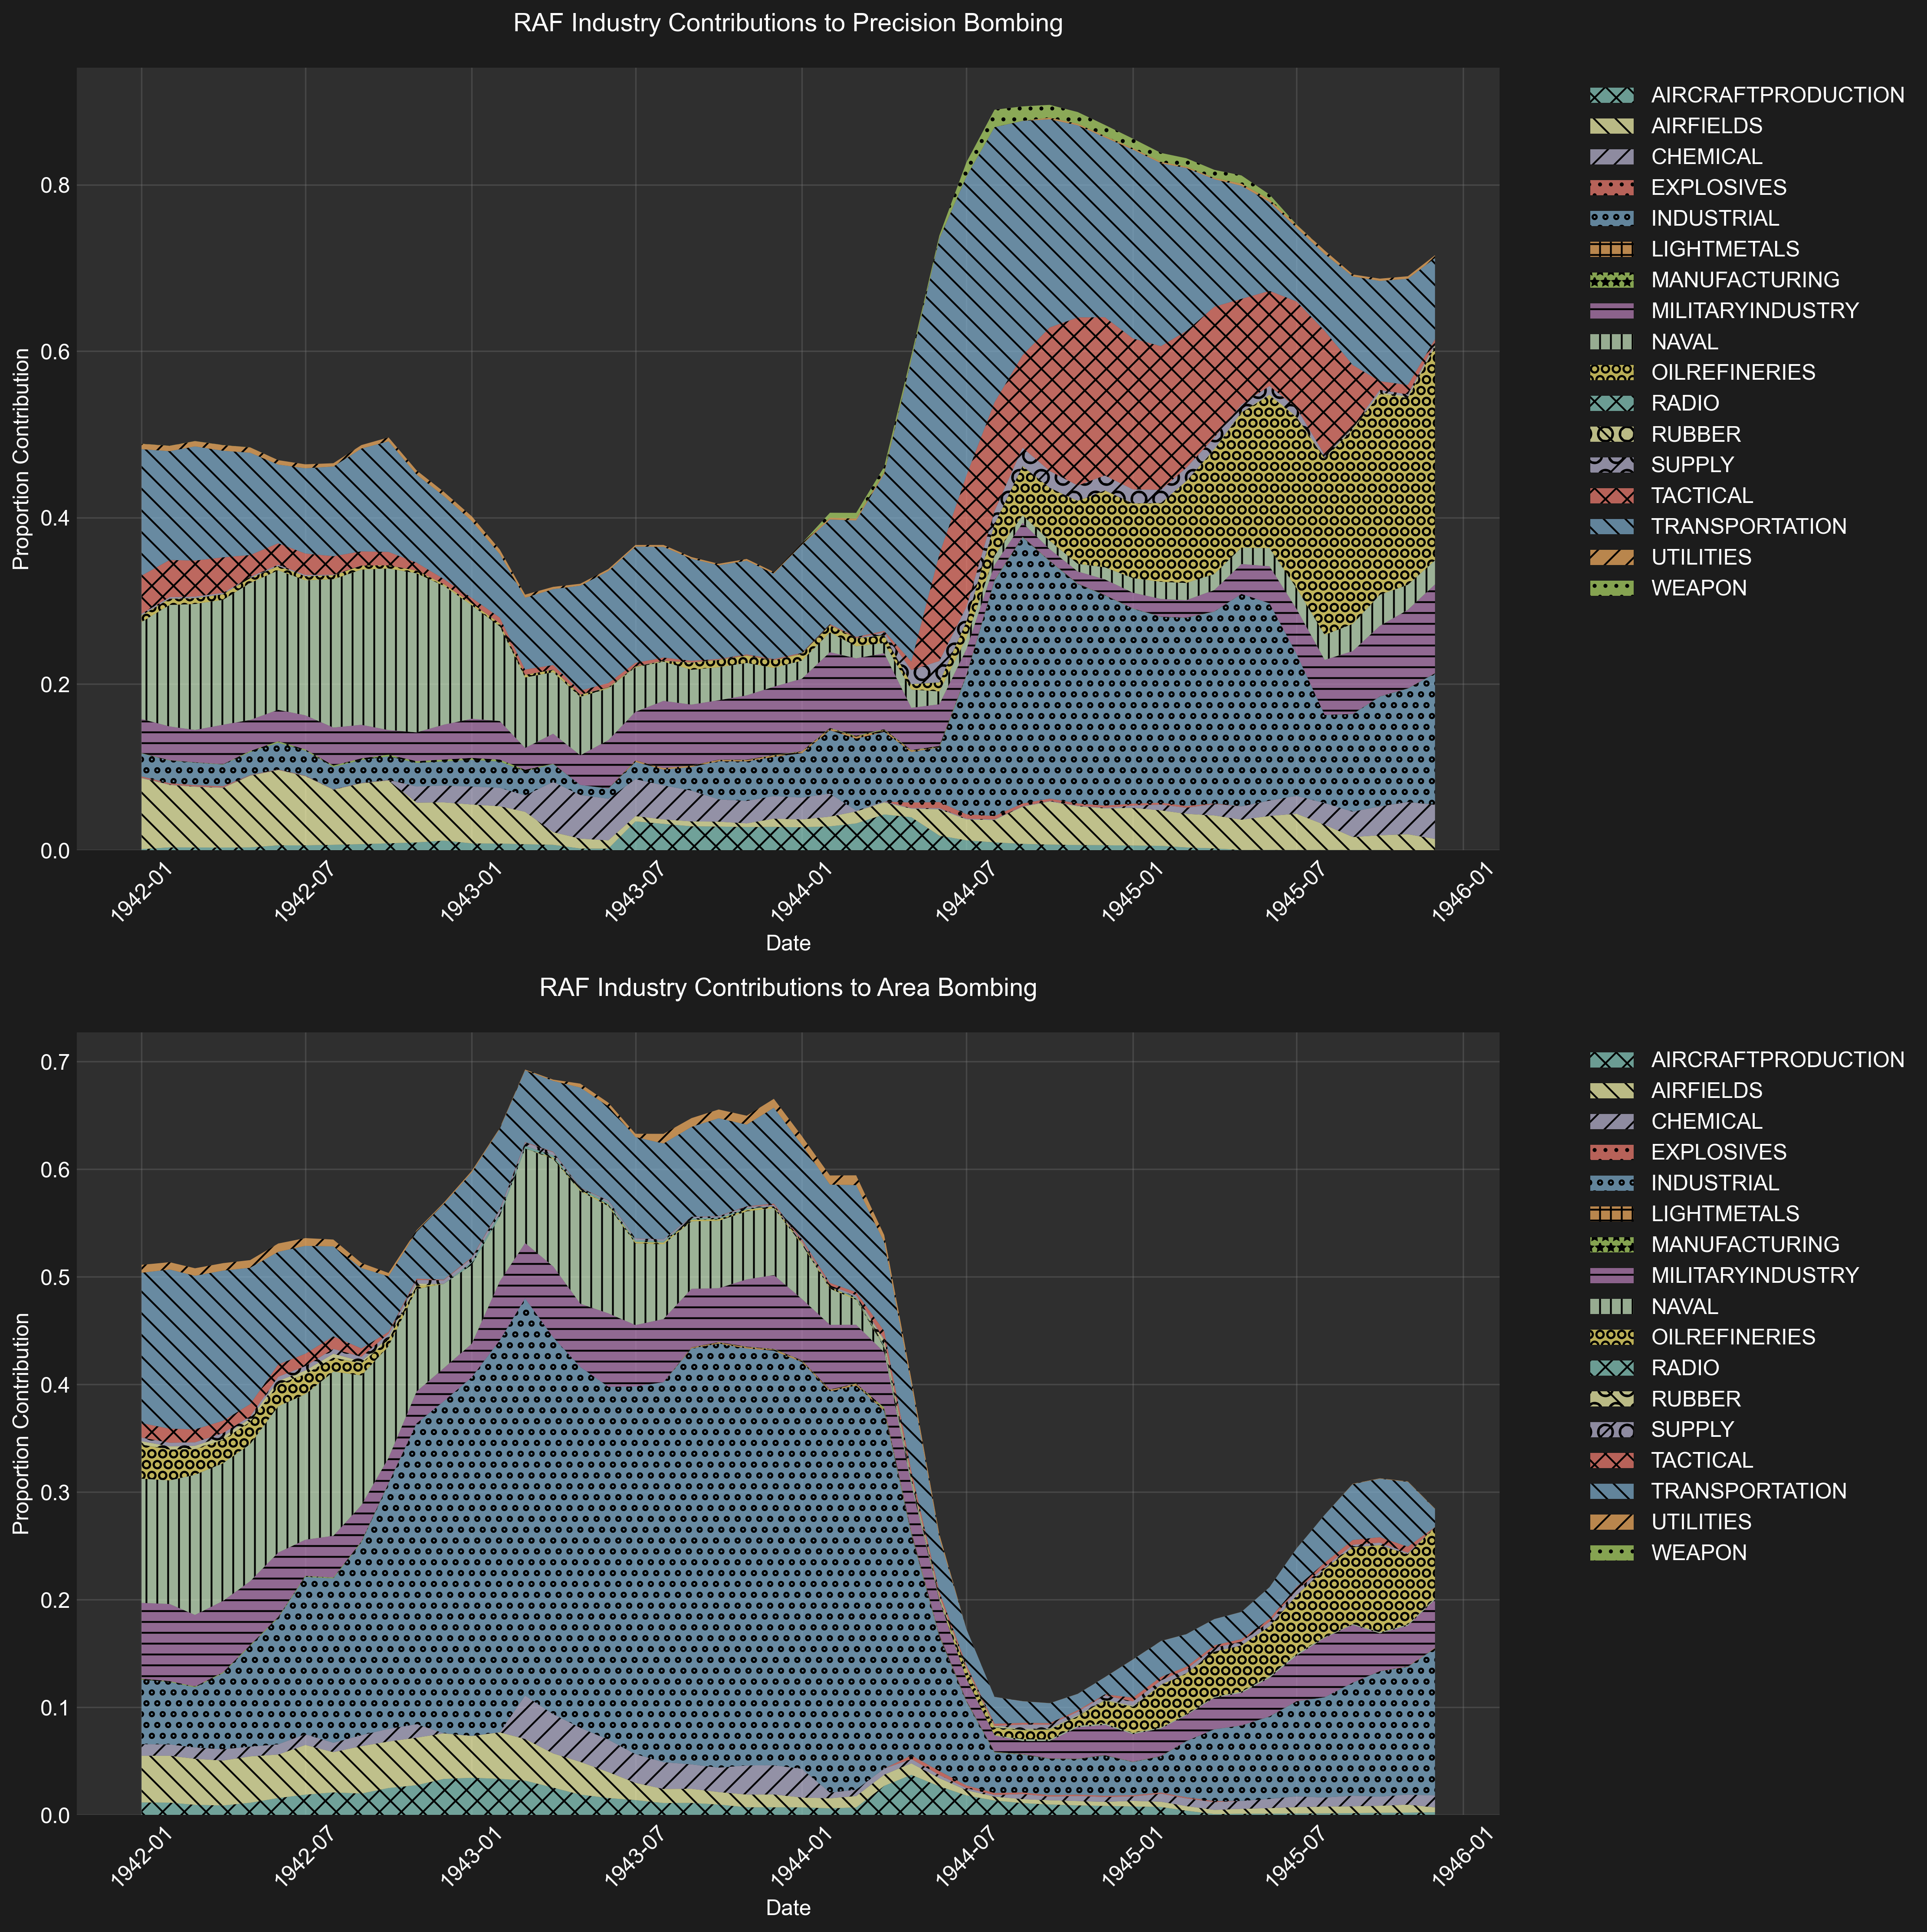 RAF Industry Contributions to Precision Bombing
Proportion Contribution
0.8
0.6
0.4
0.2
0.0
1942-01
1942-07
1943-01
1943-07
1944-01
1944-07
1945-01
1945-07
1946-01
Date
AIRCRAFTPRODUCTION
AIRFIELDS
CHEMICAL
EXPLOSIVES
INDUSTRIAL
LIGHTMETALS
MANUFACTURING
MILITARYINDUSTRY
NAVAL
OILREFINERIES
RADIO
RUBBER
SUPPLY
TACTICAL
TRANSPORTATION
UTILITIES
WEAPON
RAF Industry Contributions to Area Bombing
Proportion Contribution
0.7
0.6
0.5
0.4
0.3
0.2
0.1
0.0
1942-01
1942-07
1943-01
1943-07
1944-01
1944-07
1945-01
1945-07
1946-01
Date
AIRCRAFTPRODUCTION
AIRFIELDS
CHEMICAL
EXPLOSIVES
INDUSTRIAL
LIGHTMETALS
MANUFACTURING
MILITARYINDUSTRY
NAVAL
OILREFINERIES
RADIO
RUBBER
SUPPLY
TACTICAL
TRANSPORTATION
UTILITIES
WEAPON